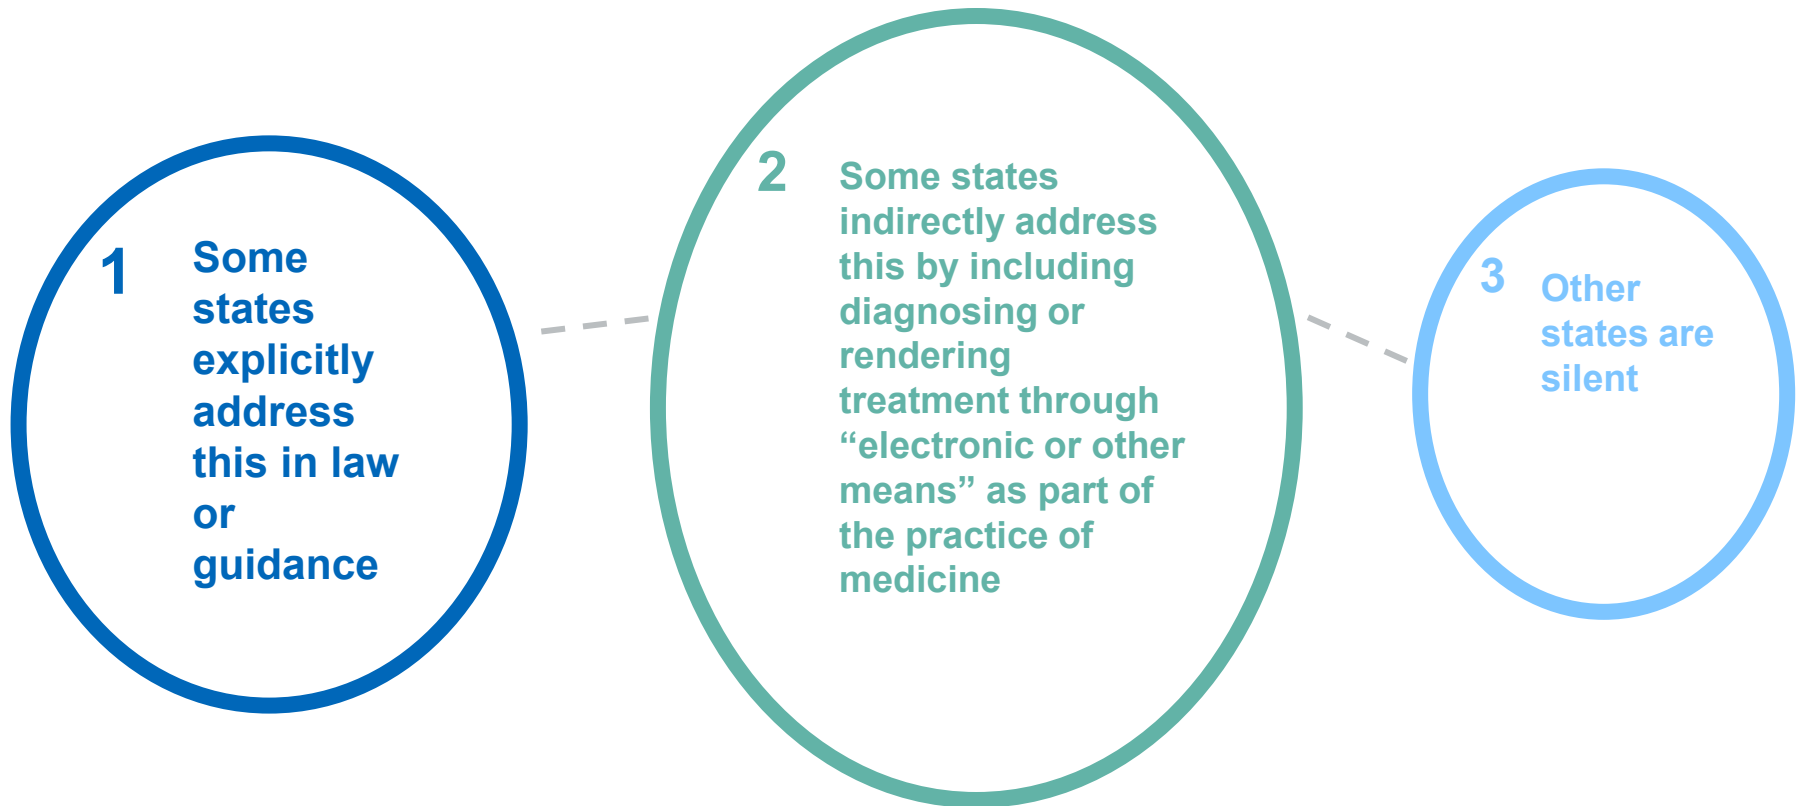 1
Some
states
explicitly
address
this in law
or
guidance
2
Some states
indirectly address
this by including
diagnosing or
rendering
treatment through
“electronic or other
means” as part of
the practice of
medicine
3
Other
states are
silent